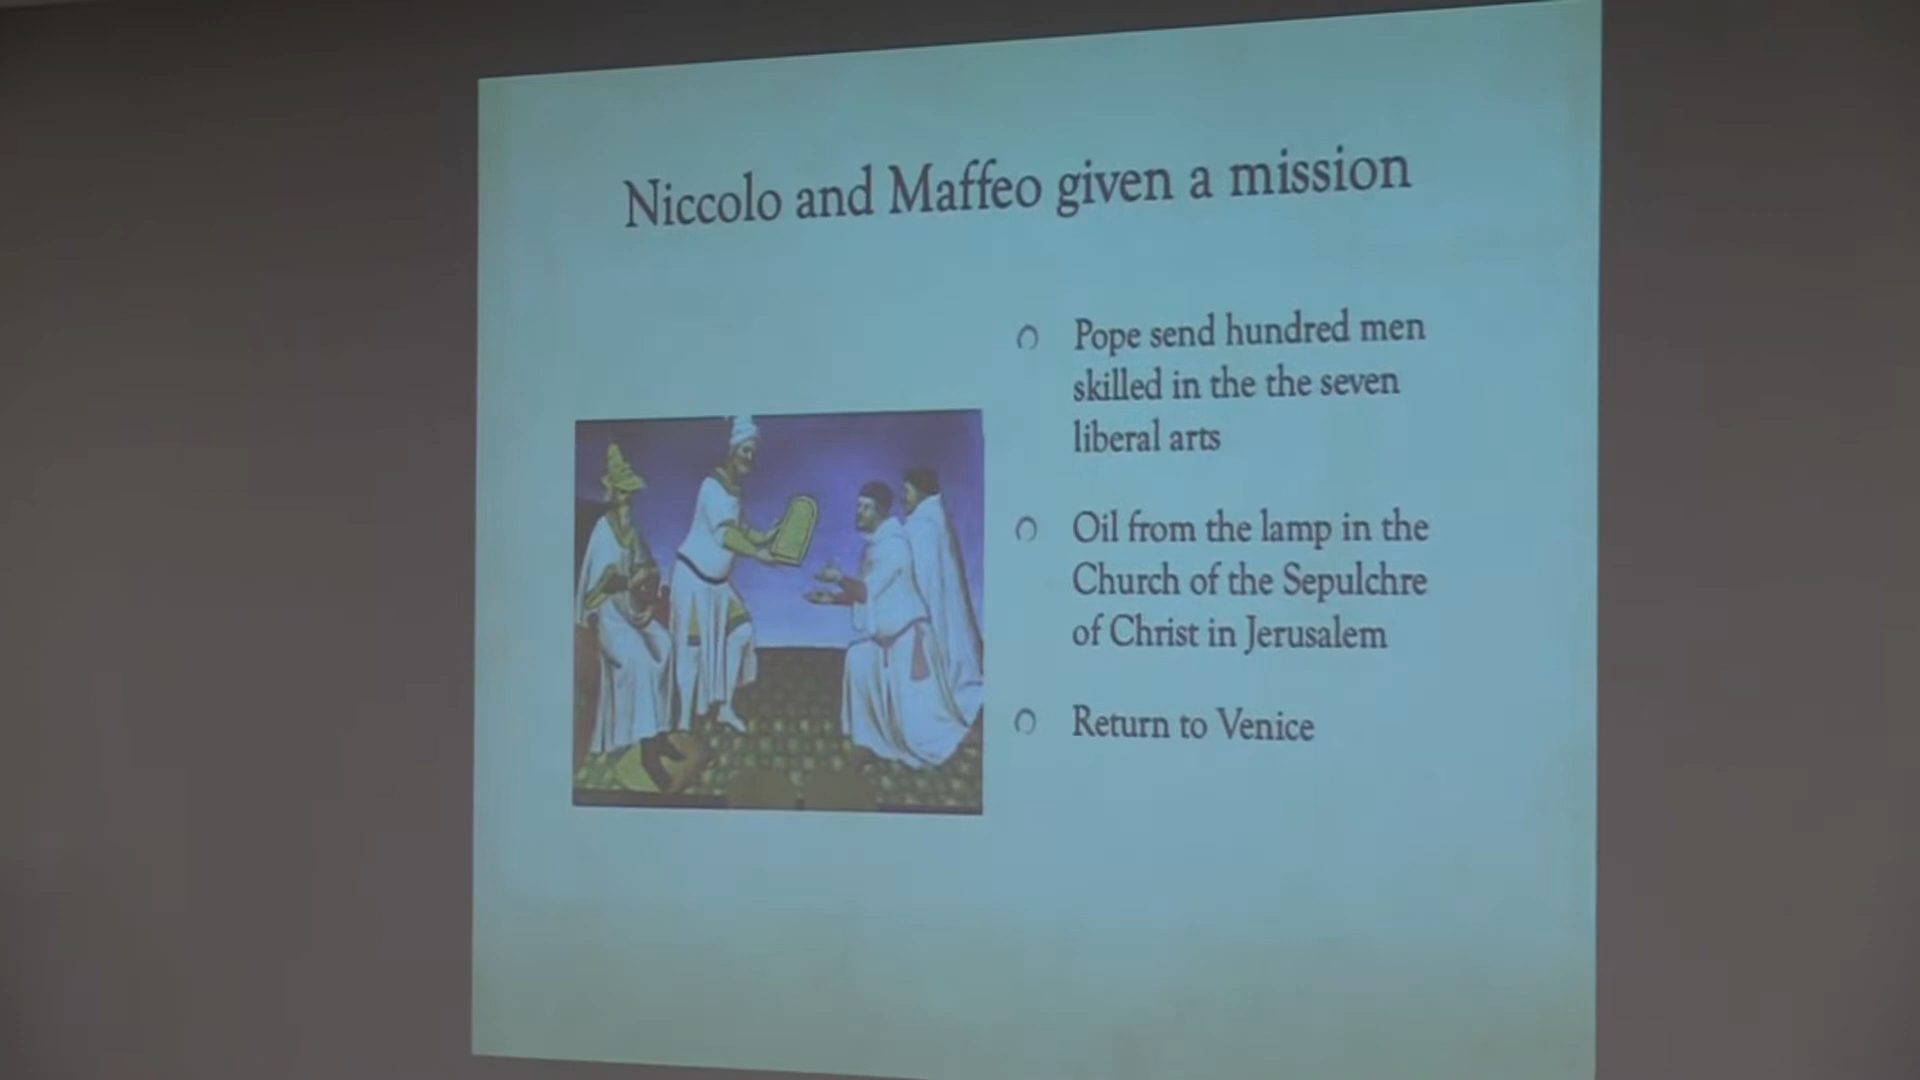 Niccolo and Maffeo given a mission
Pope send hundred men
skilled in the the seven
liberal arts
Oil from the lamp in the
Church of the Sepulchre
of Christ in Jerusalem
Return to Venice